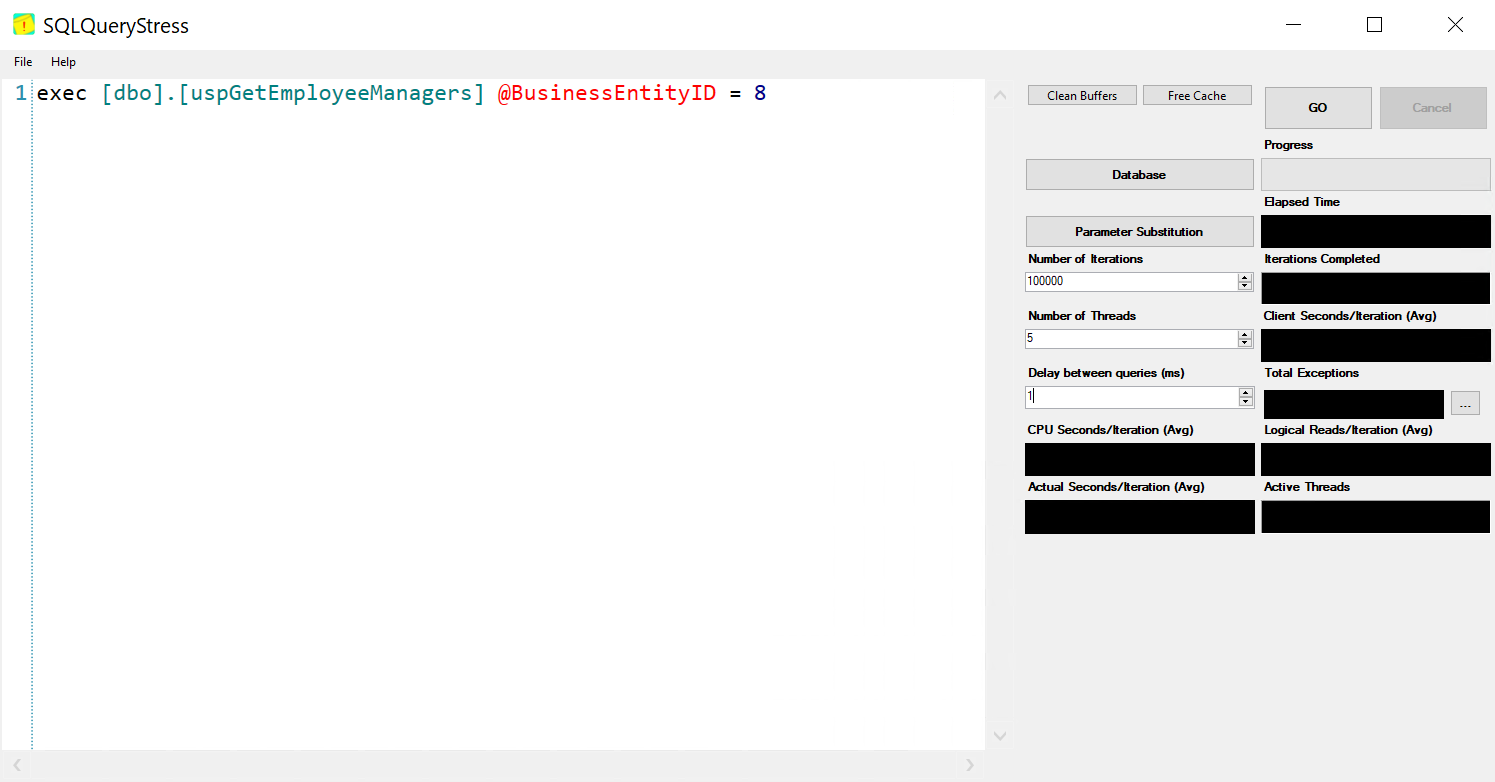 SQLQueryStress
File Help
1 exec [dbo].[uspGetEmployeeManagers] @BusinessEntityID = 8
Clean Buffers
Free Cache
GO
Cancel
Progress
Database
Elapsed Time
Parameter Substitution
Number of Iterations
Iterations Completed
100000
Number of Threads
Client Seconds/Iteration (Avg)
5
Delay between queries (ms)
Total Exceptions
1
...
CPU Seconds/Iteration (Avg)
Logical Reads/Iteration (Avg)
Actual Seconds/Iteration (Avg)
Active Threads